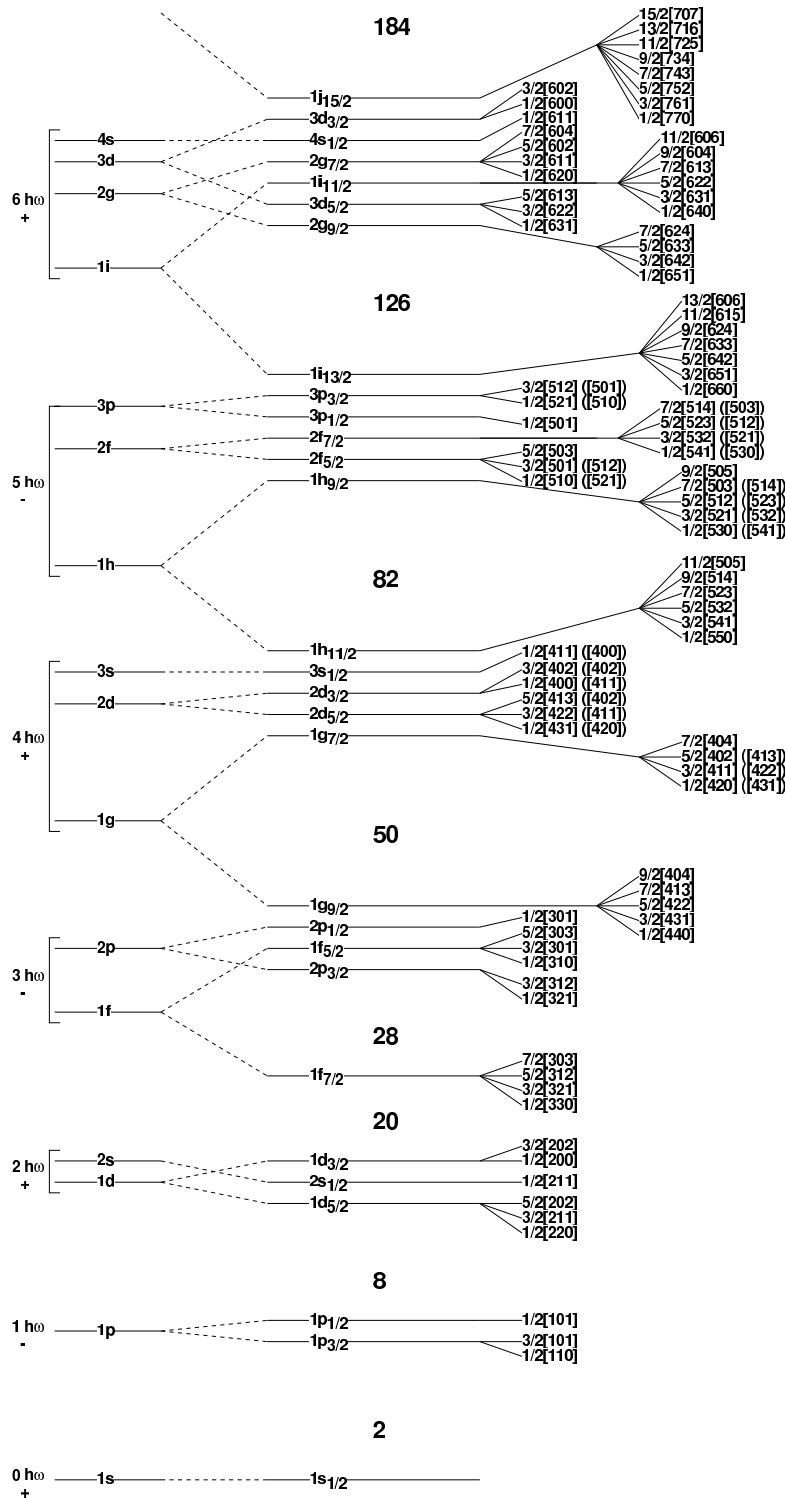 184
15/2[707]
13/2[716]
11/2[725]
9/2[734]
7/2[743]
5/2[752]
3/2[761]
1/2[770]
1j15/2
3d3/2
3/2[602]
1/2[600]
4s
4s1/2
1/2[611]
3d
2g7/2
7/2[604]
5/2[602]
3/2[611]
1/2[620]
1i11/2
11/2[606]
9/2[604]
7/2[613]
5/2[622]
3/2[631]
1/2[640]
6 hω
+
2g
3d5/2
5/2[613]
3/2[622]
1/2[631]
2g9/2
7/2[624]
5/2[633]
3/2[642]
1/2[651]
1i
126
13/2[606]
11/2[615]
9/2[624]
7/2[633]
5/2[642]
3/2[651]
1/2[660]
1i13/2
3p
3p3/2
3/2[512] ([501])
1/2[521] ([510])
3p1/2
1/2[501]
2f
2f7/2
7/2[514] ([503])
5/2[523] ([512])
3/2[532] ([521])
1/2[541] ([530])
2f5/2
5/2[503]
3/2[501] ([512])
1/2[510] ([521])
5 hω
-
1h9/2
9/2[505]
7/2[503] ([514])
5/2[512] ([523])
3/2[521] ([532])
1/2[530] ([541])
1h
82
11/2[505]
9/2[514]
7/2[523]
5/2[532]
3/2[541]
1/2[550]
1h11/2
3s
3s1/2
1/2[411] ([400])
2d
2d3/2
3/2[402] ([402])
1/2[400] ([411])
2d5/2
5/2[413] ([402])
3/2[422] ([411])
1/2[431] ([420])
4 hω
+
1g7/2
7/2[404]
5/2[402] ([413])
3/2[411] ([422])
1/2[420] ([431])
1g
50
9/2[404]
7/2[413]
5/2[422]
3/2[431]
1/2[440]
1g9/2
2p1/2
1/2[301]
2p
1f5/2
5/2[303]
3/2[301]
1/2[310]
3 hω
-
2p3/2
3/2[312]
1/2[321]
1f
28
1f7/2
7/2[303]
5/2[312]
3/2[321]
1/2[330]
20
2 hω
+
2s
1d3/2
3/2[202]
1/2[200]
1d
2s1/2
1/2[211]
1d5/2
5/2[202]
3/2[211]
1/2[220]
8
1 hω
-
1p
1p1/2
1/2[101]
1p3/2
3/2[101]
1/2[110]
2
0 hω
+
1s
1s1/2